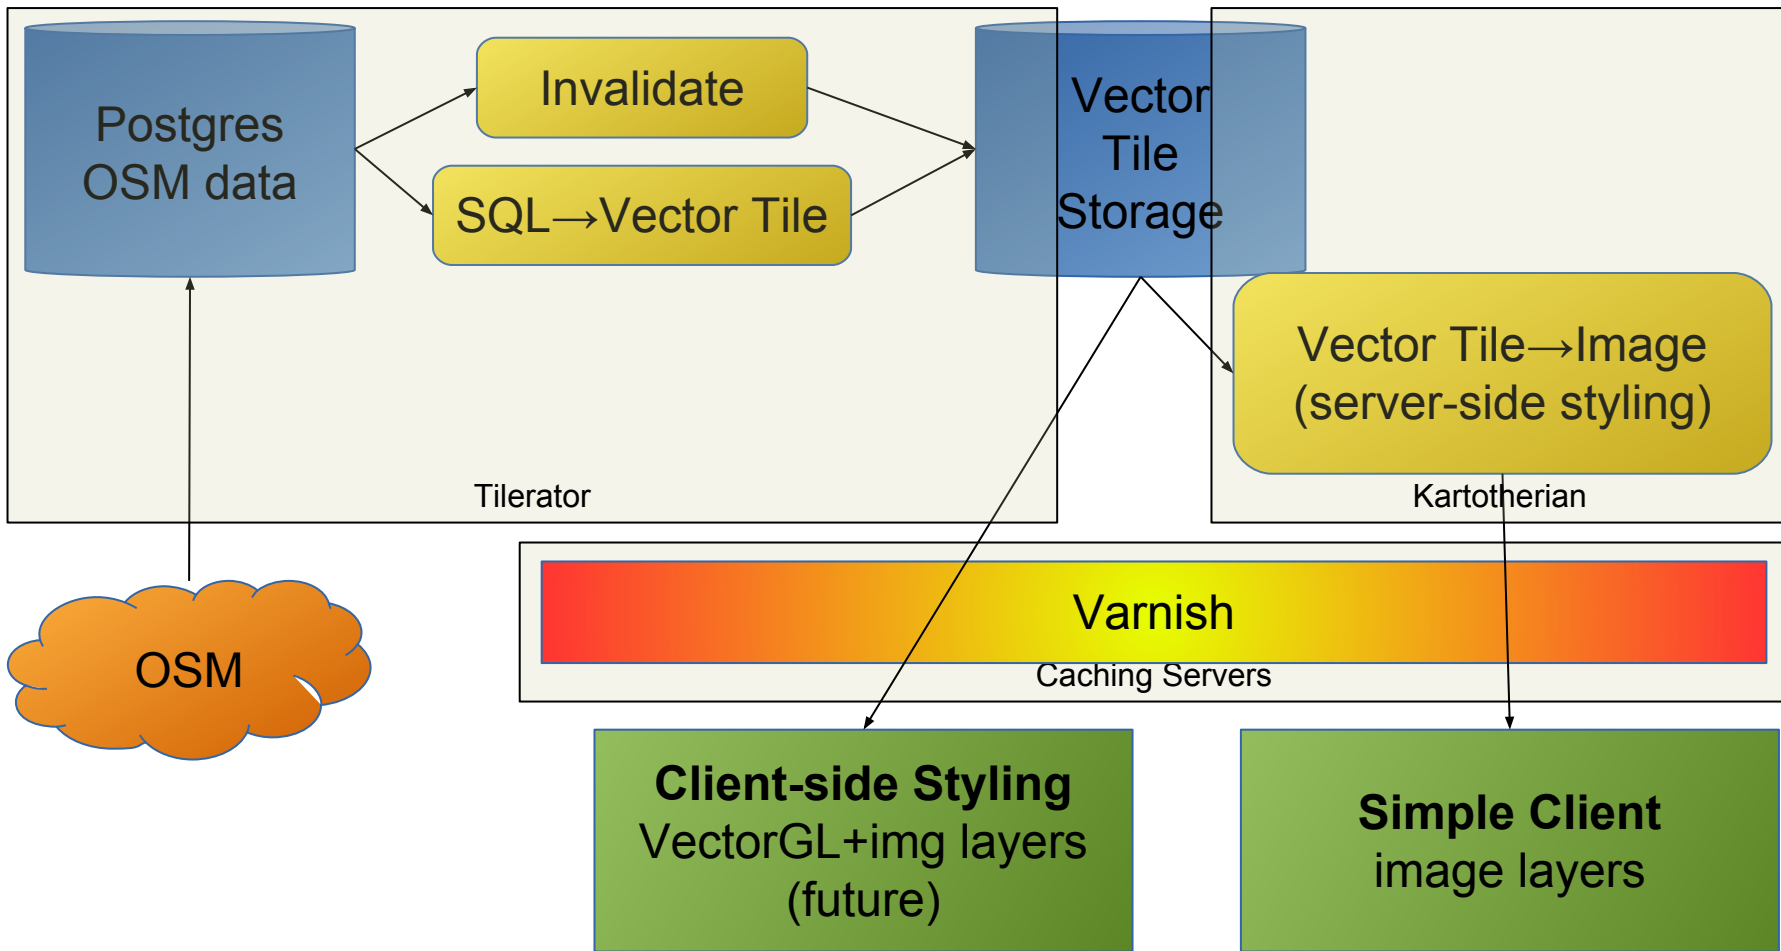 Postgres
OSM data
Invalidate
SQL→Vector Tile
Vector
Tile
Storage
Vector Tile→Image
(server-side styling)
Tilerator
Kartotherian
OSM
Varnish
Caching Servers
Client-side Styling
VectorGL+img layers
(future)
Simple Client
image layers